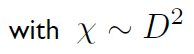 with χ ∼ D²